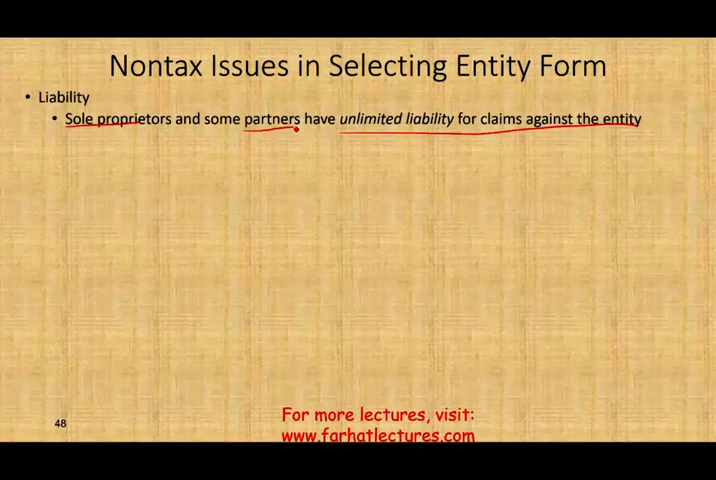 Nontax Issues in Selecting Entity Form
• Liability
• Sole proprietors and some partners have unlimited liability for claims against the entity
48
For more lectures, visit:
www.farhatlectures.com